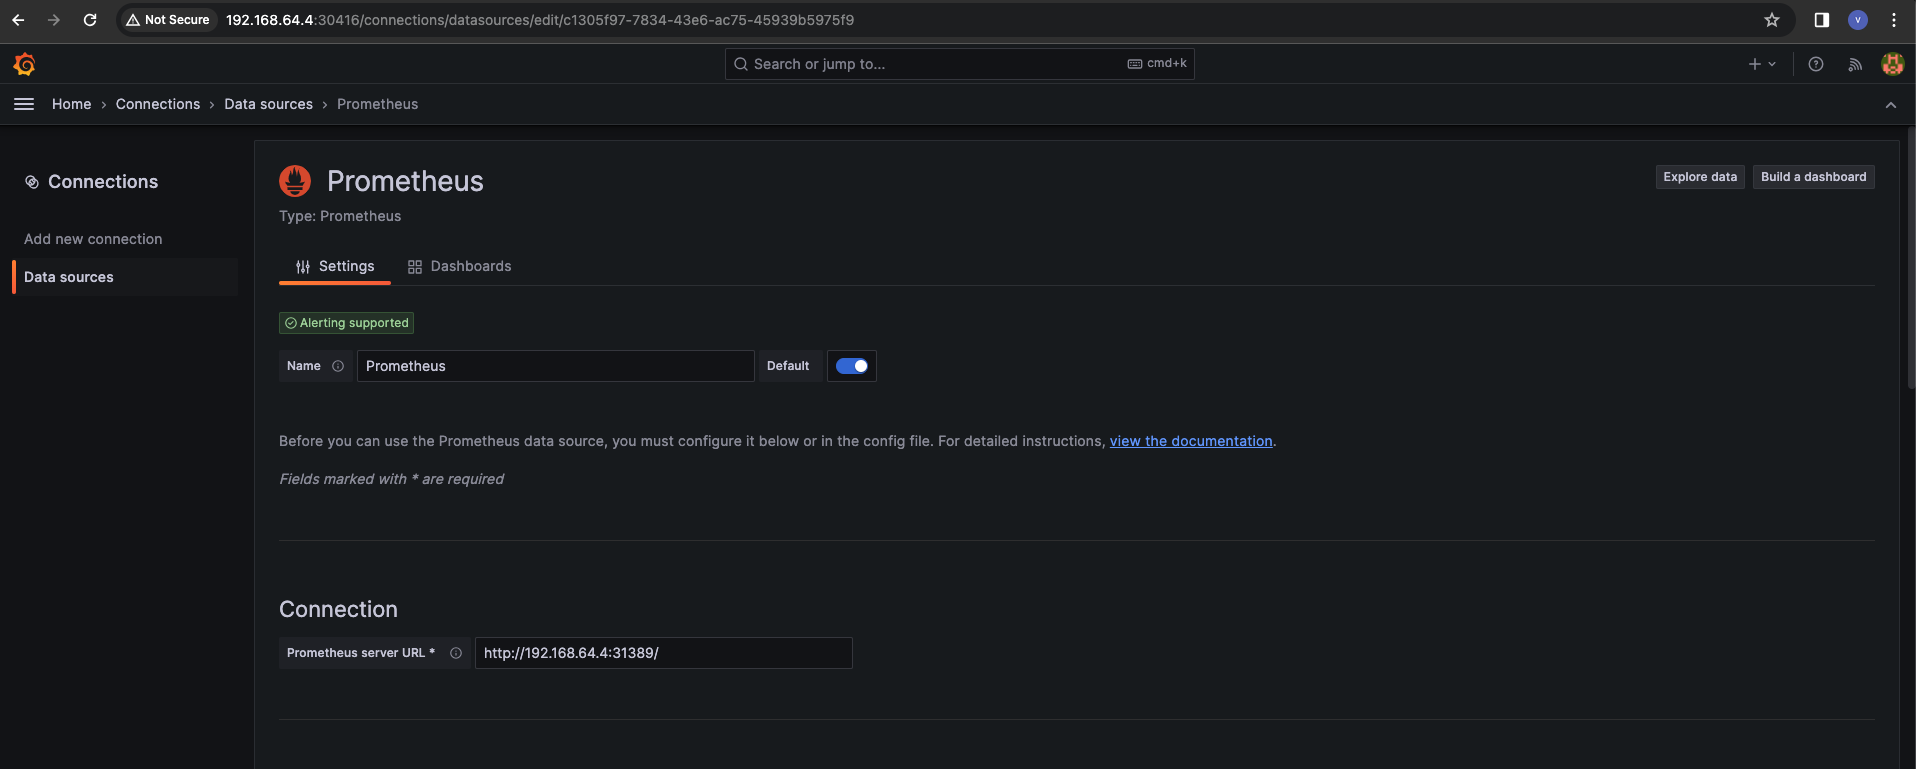 Not Secure 192.168.64.4:30416/connections/datasources/edit/c1305f97-7834-43e6-ac75-45939b5975f9
V
Search or jump to... cmd+k
Home › Connections › Data sources › Prometheus
Connections
Add new connection
Data sources
Prometheus
Explore data
Build a dashboard
Type: Prometheus
Settings
Dashboards
Alerting supported
Name Prometheus Default
Before you can use the Prometheus data source, you must configure it below or in the config file. For detailed instructions, view the documentation.
Fields marked with * are required
Connection
Prometheus server URL * http://192.168.64.4:31389/